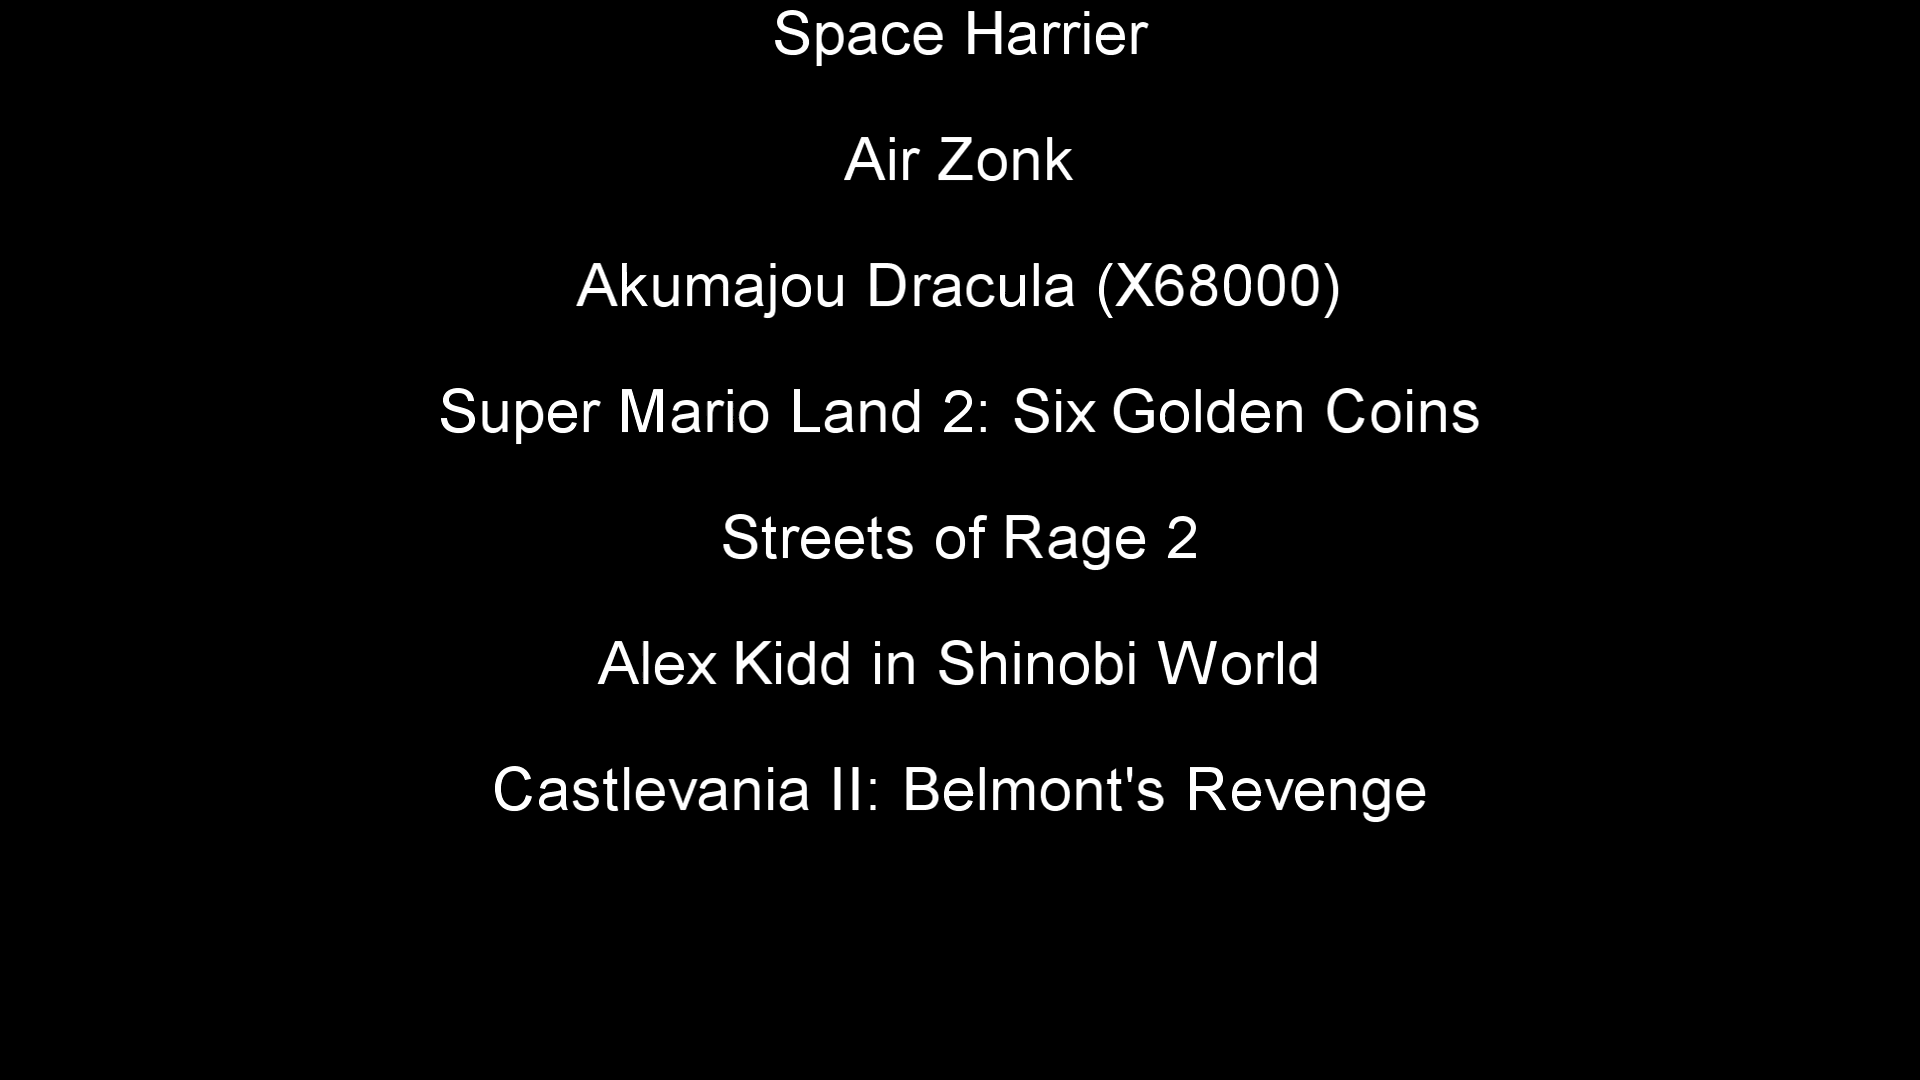 Space Harrier
Air Zonk
Akumajou Dracula (X68000)
Super Mario Land 2: Six Golden Coins
Streets of Rage 2
Alex Kidd in Shinobi World
Castlevania II: Belmont's Revenge